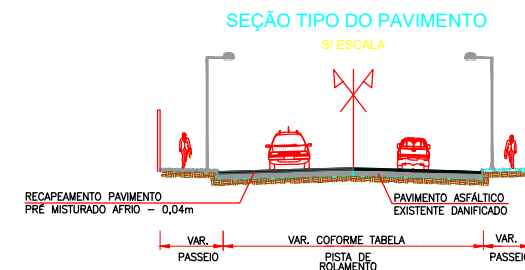 SEÇÃO TIPO DO PAVIMENTO
S/ ESCALA
RECAPEAMENTO PAVIMENTO
PRÉ MISTURADO AFRIO – 0,04m
PAVIMENTO ASFÁLTICO
EXISTENTE DANIFICADO
VAR.
VAR. COFORME TABELA
VAR.
PASSEIO
PISTA DE
ROLAMENTO
PASSEI